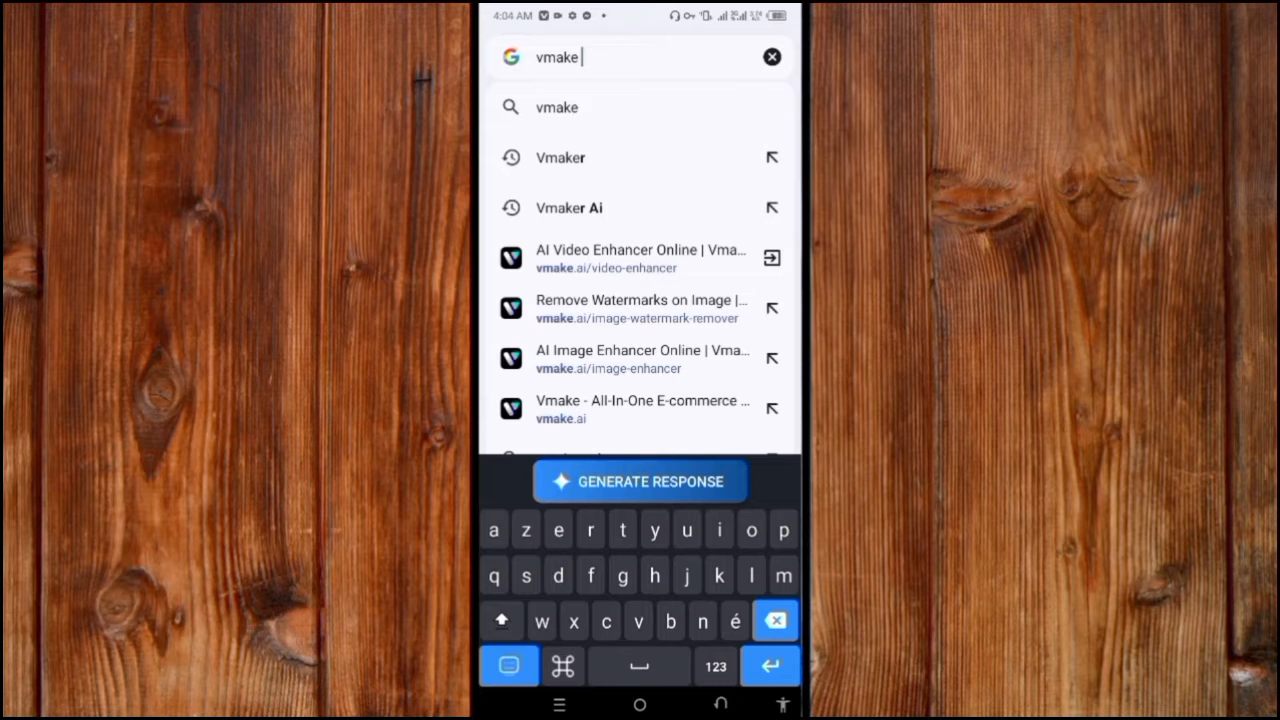 4:04 AM
vmake
vmake
Vmaker
Vmaker Ai
AI Video Enhancer Online | Vma...
vmake.ai/video-enhancer
Remove Watermarks on Image |...
vmake.ai/image-watermark-remover
AI Image Enhancer Online | Vma...
vmake.ai/image-enhancer
Vmake - All-In-One E-commerce ...
vmake.ai
GENERATE RESPONSE
a z e r t y u i o p
q s d f g h j k l m
w x c v b n é
123